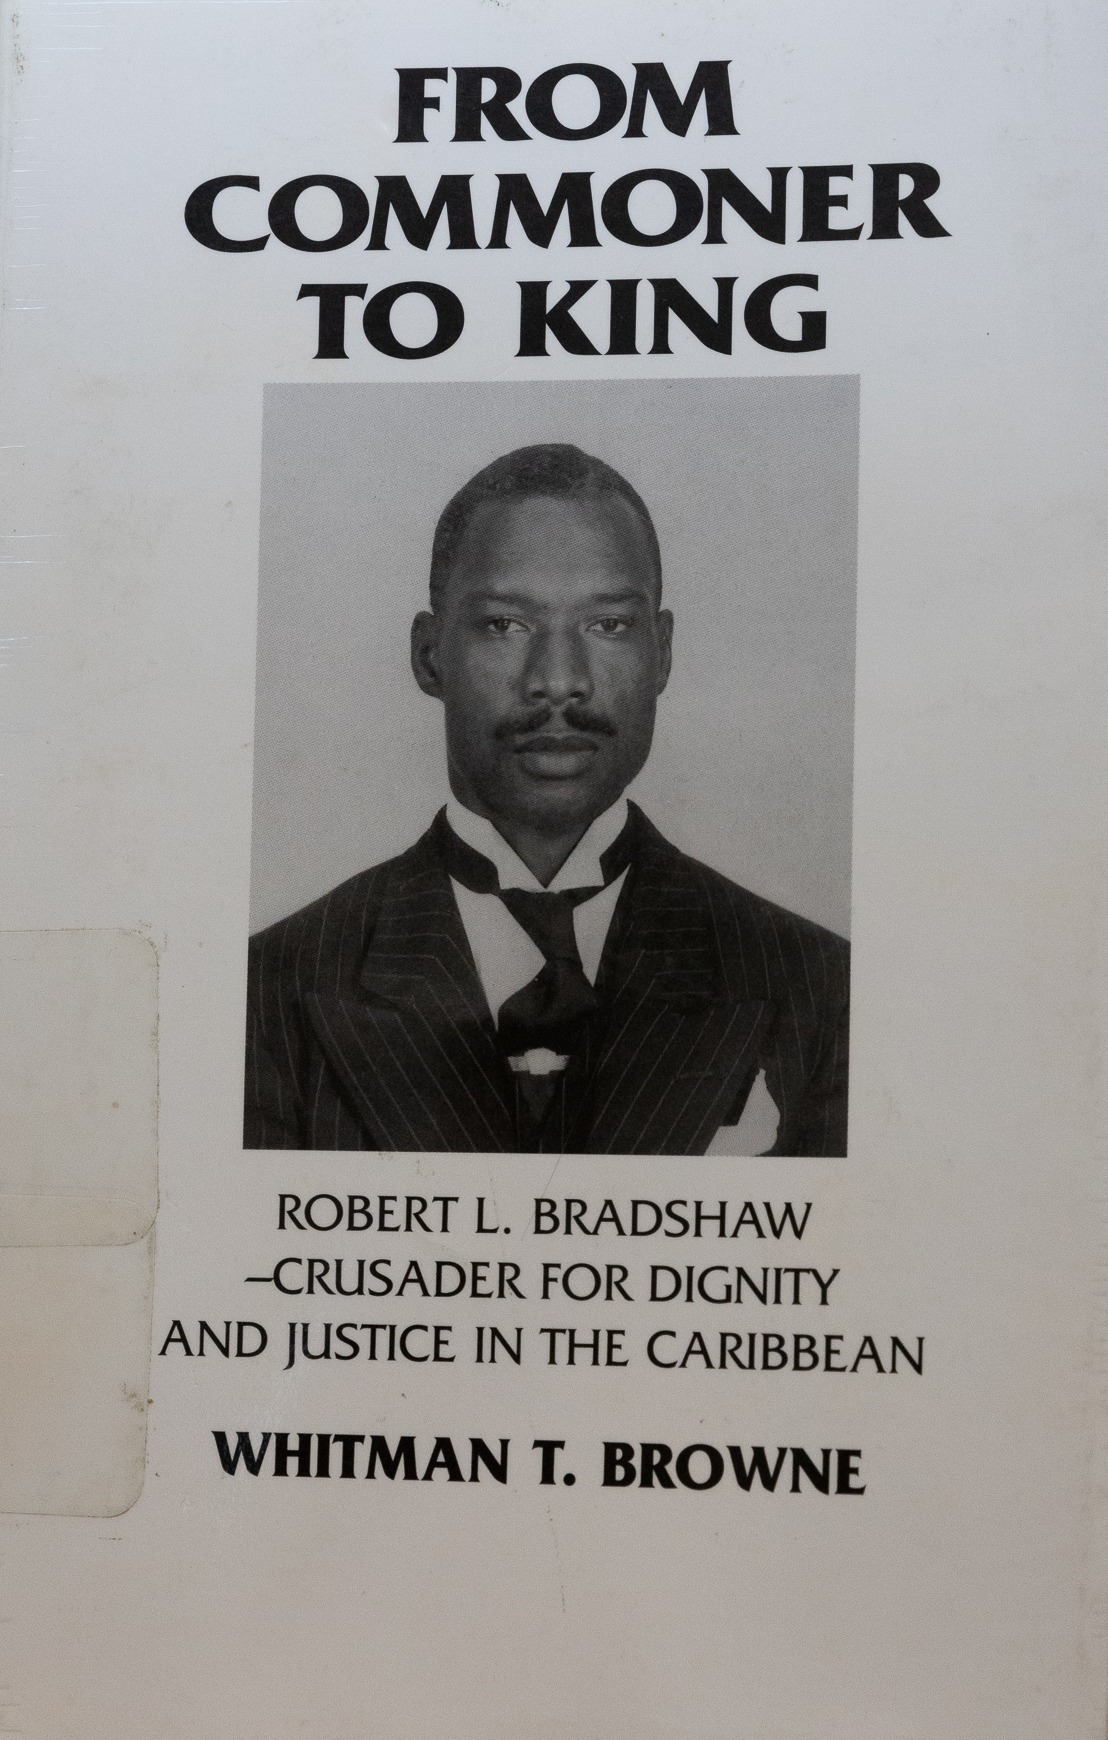 FROM
COMMONER
TO KING
ROBERT L. BRADSHAW
–CRUSADER FOR DIGNITY
AND JUSTICE IN THE CARIBBEAN
WHITMAN T. BROWNE